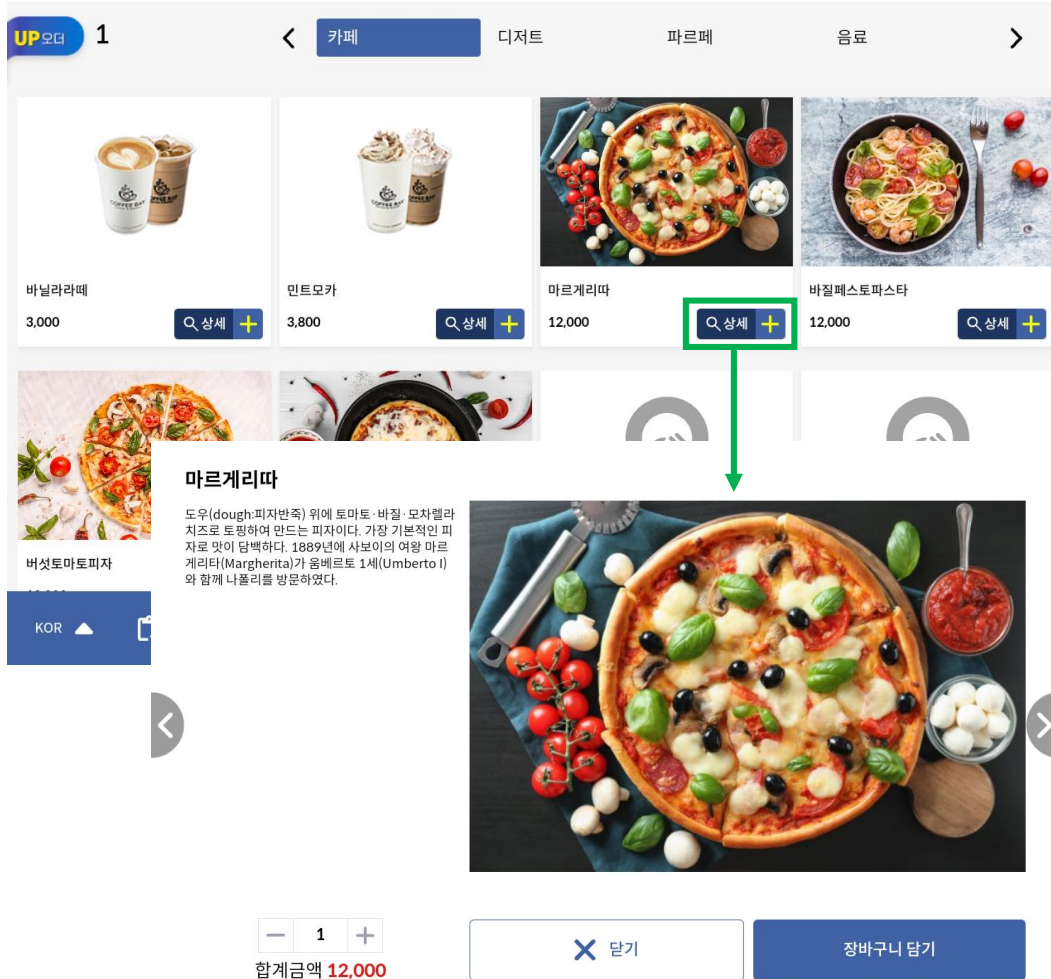 UP오더 1 카페 디저트 파르페 음료
COFFEE BAY
COFFEE BAY
바닐라라떼 민트모카 마르게리따 바질페스토파스타
3,000 상세 3,800 상세 12,000 상세 12,000 상세
마르게리따
도우(dough:피자반죽) 위에 토마토·바질·모차렐라
치즈로 토핑하여 만드는 피자이다. 가장 기본적인 피
자로 맛이 담백하다. 1889년에 사보이의 여왕 마르
게리타(Margherita)가 움베르토 1세(Umberto I)
와 함께 나폴리를 방문하였다.
버섯토마토피자
KOR
1
합계금액 12,000
닫기
장바구니 담기